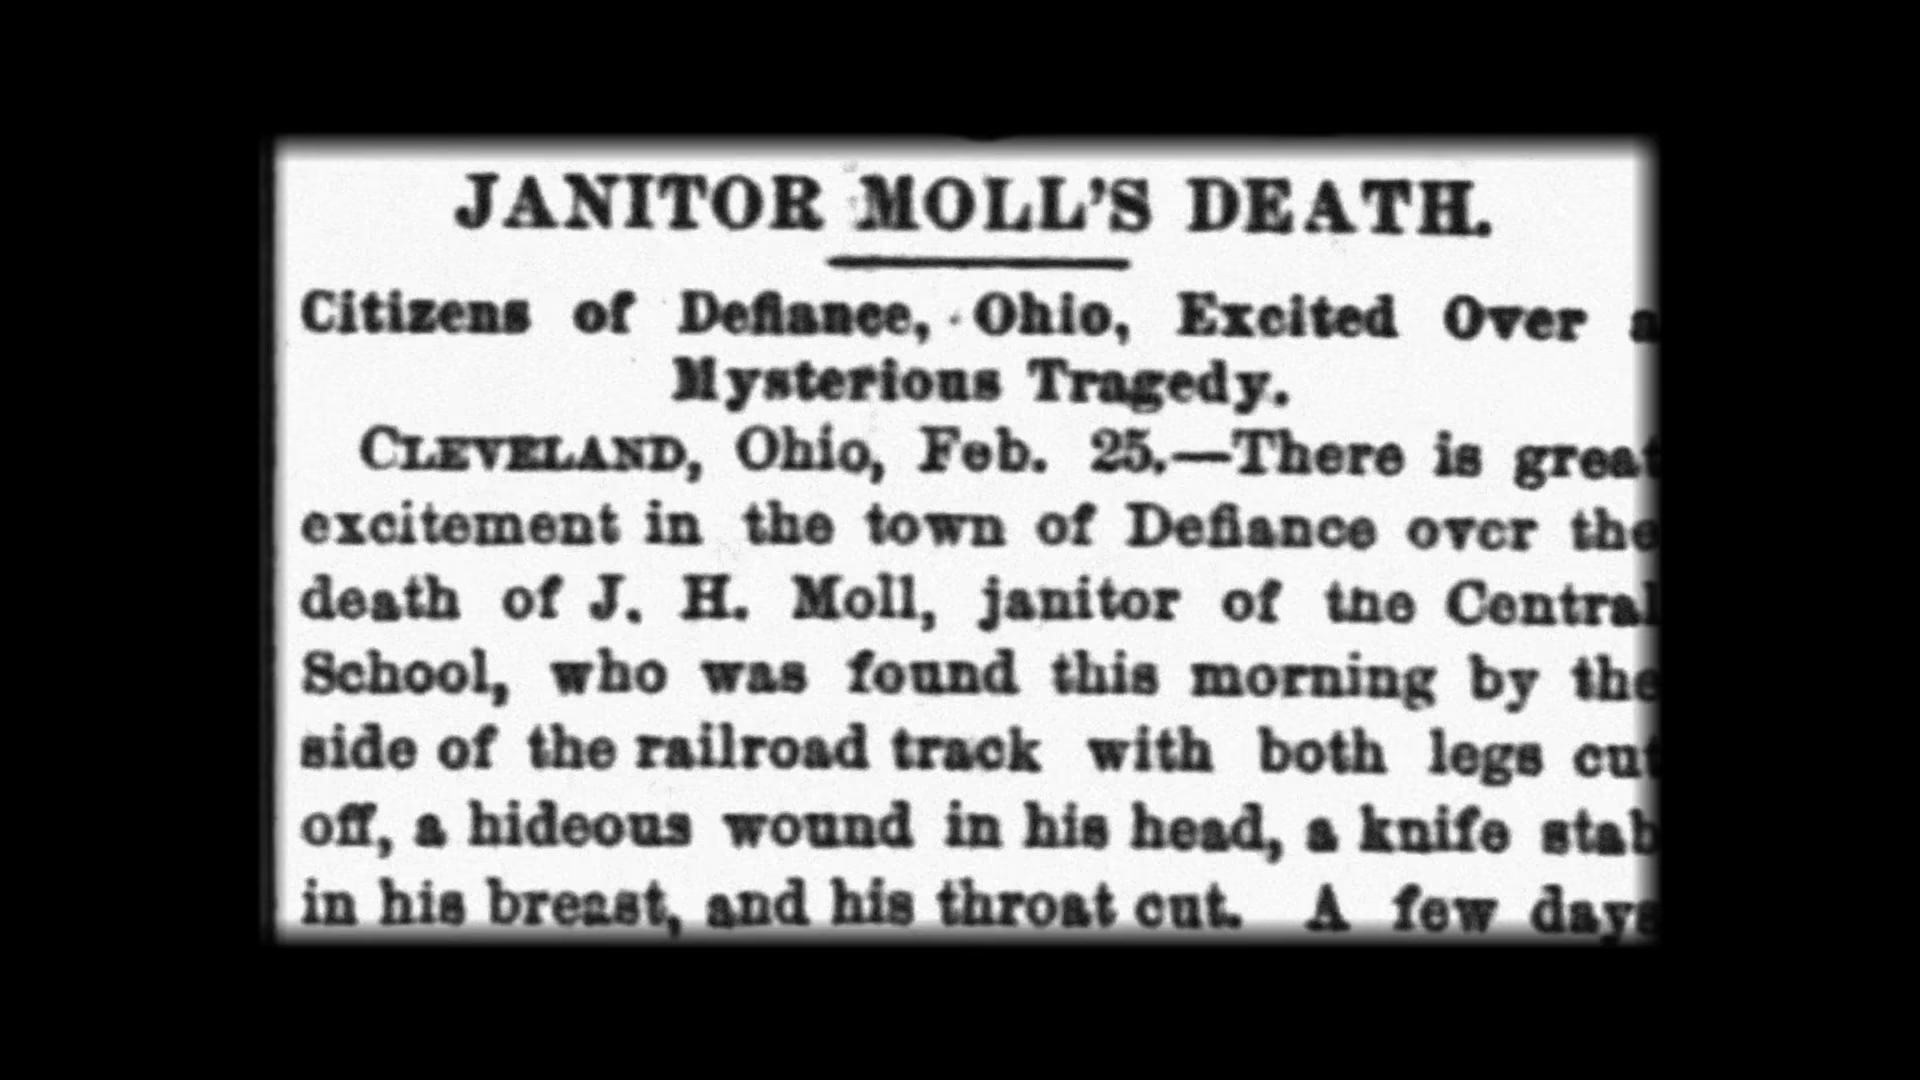 JANITOR MOLL'S DEATH.
Citizens of Defiance, Ohio, Excited Over a
Mysterious Tragedy.
CLEVELAND, Ohio, Feb. 25.—There is great
excitement in the town of Defiance over the
death of J. H. Moll, janitor of the Central
School, who was found this morning by the
side of the railroad track with both legs cut
off, a hideous wound in his head, a knife stab
in his breast, and his throat cut. A few days